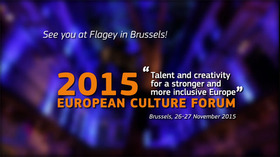 See you at Flagey in Brussels!
2015 “Talent and creativity
for a stronger and
more inclusive Europe”
EUROPEAN CULTURE FORUM
Brussels, 26-27 November 2015